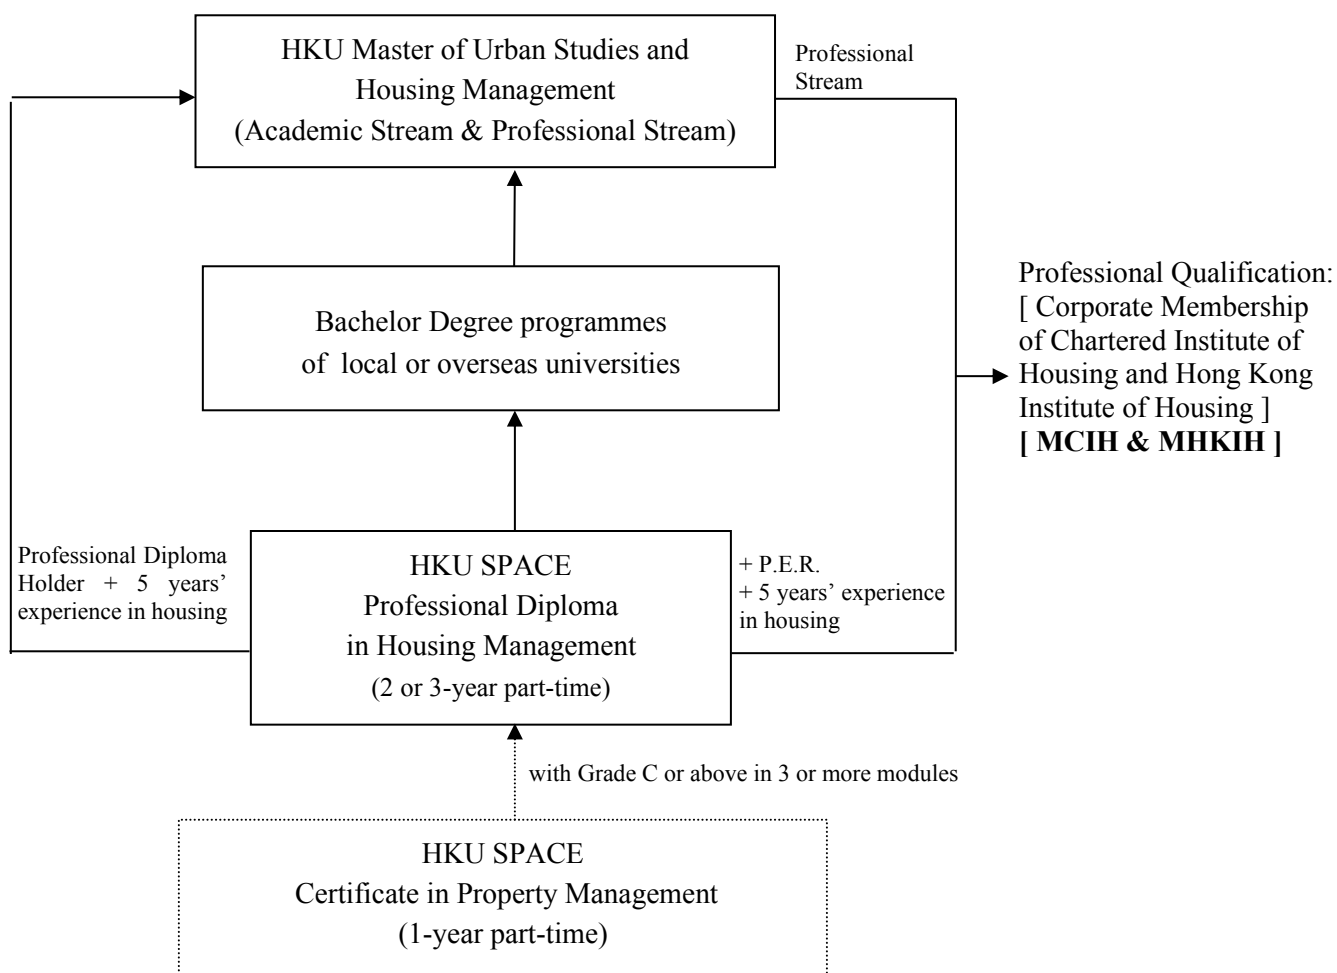 HKU Master of Urban Studies and
Housing Management
(Academic Stream & Professional Stream)
Professional
Stream
Bachelor Degree programmes
of local or overseas universities
Professional Qualification:
[ Corporate Membership
of Chartered Institute of
Housing and Hong Kong
Institute of Housing ]
[ MCIH & MHKIH ]
Professional Diploma
Holder + 5 years’
experience in housing
HKU SPACE
Professional Diploma
in Housing Management
(2 or 3-year part-time)
+ P.E.R.
+ 5 years’ experience
in housing
with Grade C or above in 3 or more modules
HKU SPACE
Certificate in Property Management
(1-year part-time)